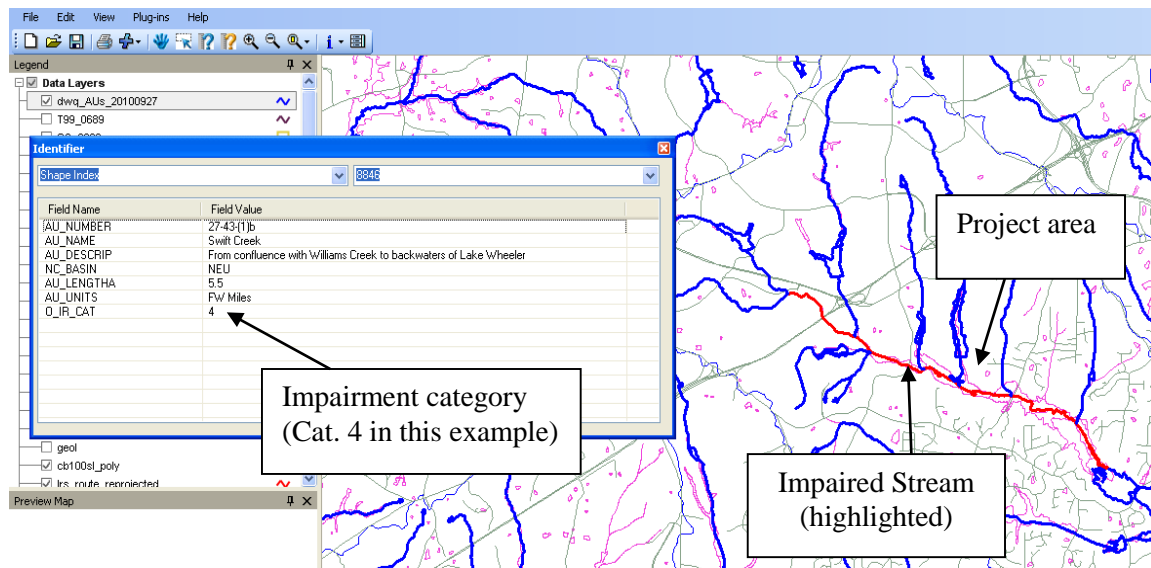 File Edit View Plug-ins Help
i
Legend
Data Layers
dwq_AUs_20100927
T99_0689
Identifier
Shape Index 8846
Field Name Field Value
AU_NUMBER 27-43-(1)b
AU_NAME Swift Creek
AU_DESCRIP From confluence with Williams Creek to backwaters of Lake Wheeler
NC_BASIN NEU
AU_LENGTHA 5.5
AU_UNITS FW Miles
O_IR_CAT 4
Project area
Impairment category
(Cat. 4 in this example)
Impaired Stream
(highlighted)
geol
cb100sl_poly
lrs_route_reprojected
Preview Map